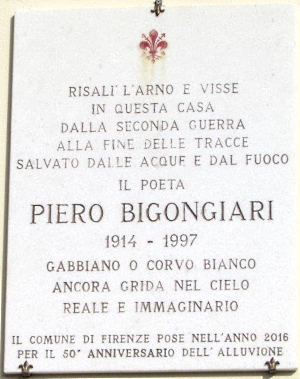 RISALÌ L'ARNO E VISSE
IN QUESTA CASA
DALLA SECONDA GUERRA
ALLA FINE DELLE TRACCE
SALVATO DALLE ACQUE E DAL FUOCO
IL POETA
PIERO BIGONGIARI
1914 - 1997
GABBIANO O CORVO BIANCO
ANCORA GRIDA NEL CIELO
REALE E IMMAGINARIO
IL COMUNE DI FIRENZE POSE NELL'ANNO 2016
PER IL 50° ANNIVERSARIO DELL'ALLUVIONE